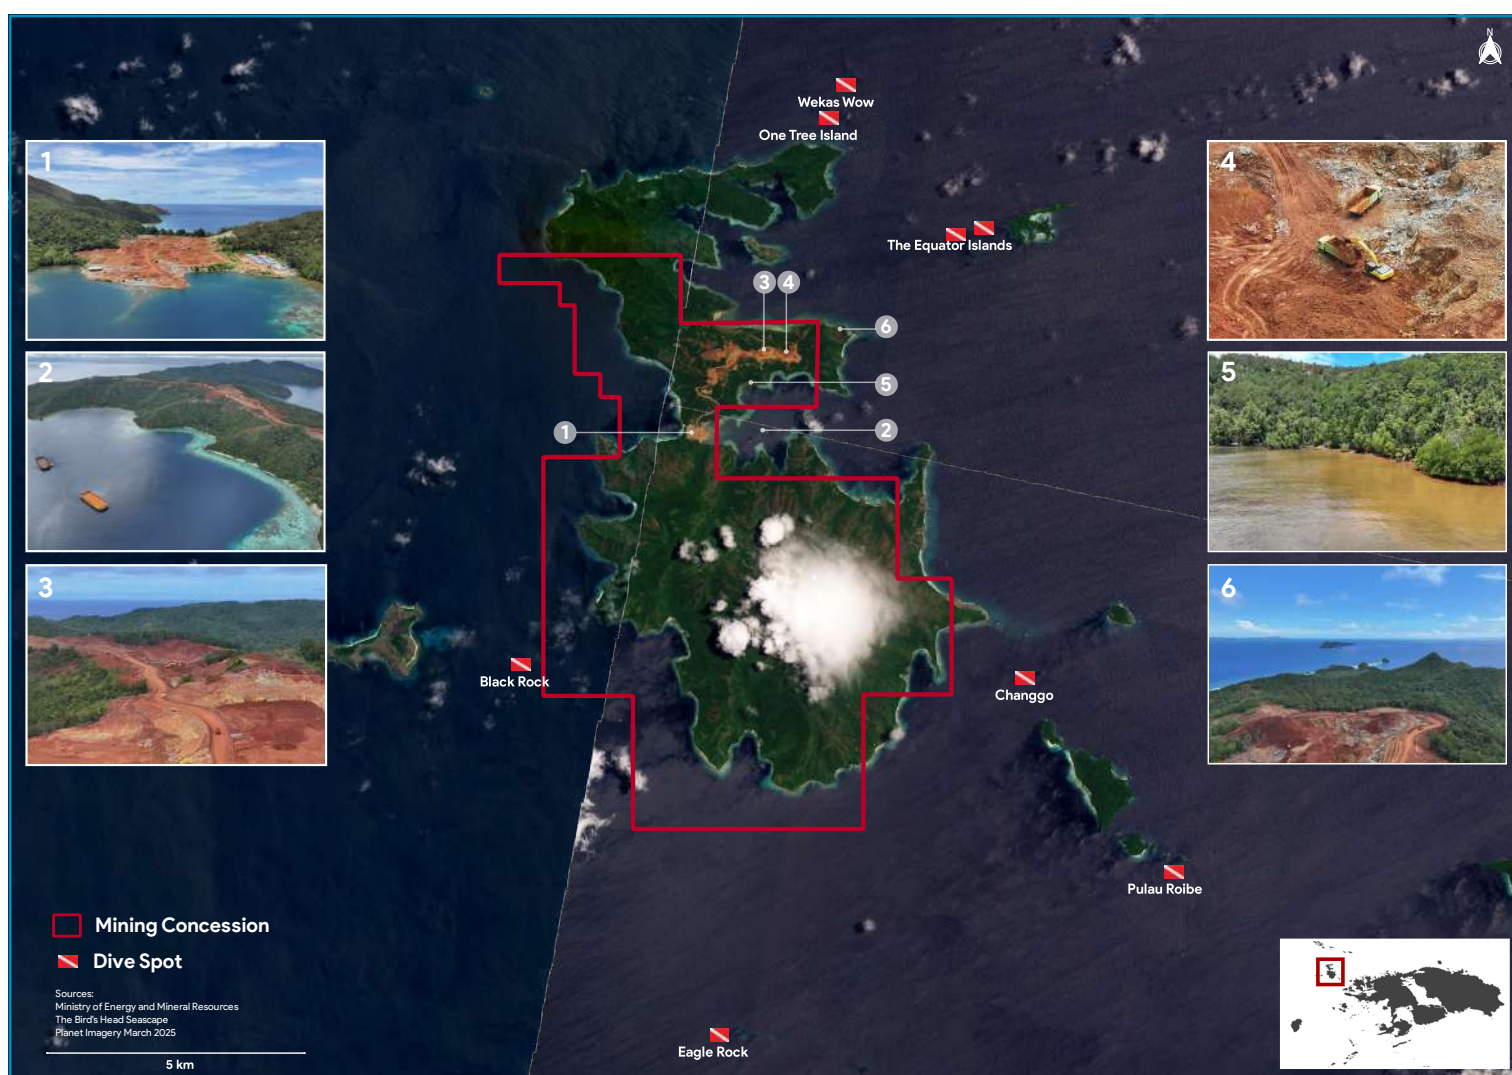 N
Wekas Wow
One Tree Island
The Equator Islands
1
2
3
4
5
6
3
4
6
5
1
2
Black Rock
Changgo
Pulau Roibe
Eagle Rock
Mining Concession
Dive Spot
Sources:
Ministry of Energy and Mineral Resources
The Bird's Head Seascape
Planet Imagery March 2025
5 km